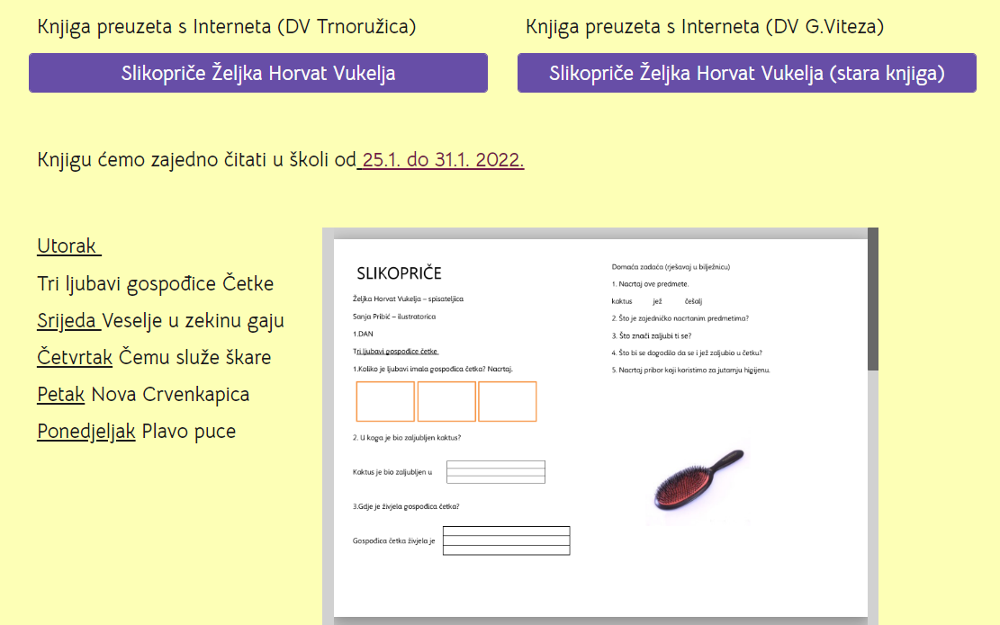 Knjiga preuzeta s Interneta (DV Trnoružica)
Slikopriče Željka Horvat Vukelja
Knjiga preuzeta s Interneta (DV G.Viteza)
Slikopriče Željka Horvat Vukelja (stara knjiga)
Knjigu ćemo zajedno čitati u školi od 25.1. do 31.1. 2022.
Utorak
Tri ljubavi gospođice Četke
Srijeda Veselje u zekinu gaju
Četvrtak Čemu služe škare
Petak Nova Crvenkapica
Ponedjeljak Plavo puce
SLIKOPRIČE
Željka Horvat Vukelja – spisateljica
Sanja Pribić – ilustratorica
1.DAN
Tri ljubavi gospođice četke
1.Koliko je ljubavi imala gospođica četka? Nacrtaj.
2. U koga je bio zaljubljen kaktus?
Kaktus je bio zaljubljen u
3.Gdje je živjela gospođica četka?
Gospođica četka živjela je
Domaća zadaća (rješavaj u bilježnicu)
1. Nacrtaj ove predmete.
kaktus jež češalj
2. Što je zajedničko nacrtanim predmetima?
3. Što znači zaljubi ti se?
4. Što bi se dogodilo da se i jež zaljubio u četku?
5. Nacrtaj pribor koji koristimo za jutarnju higijenu.